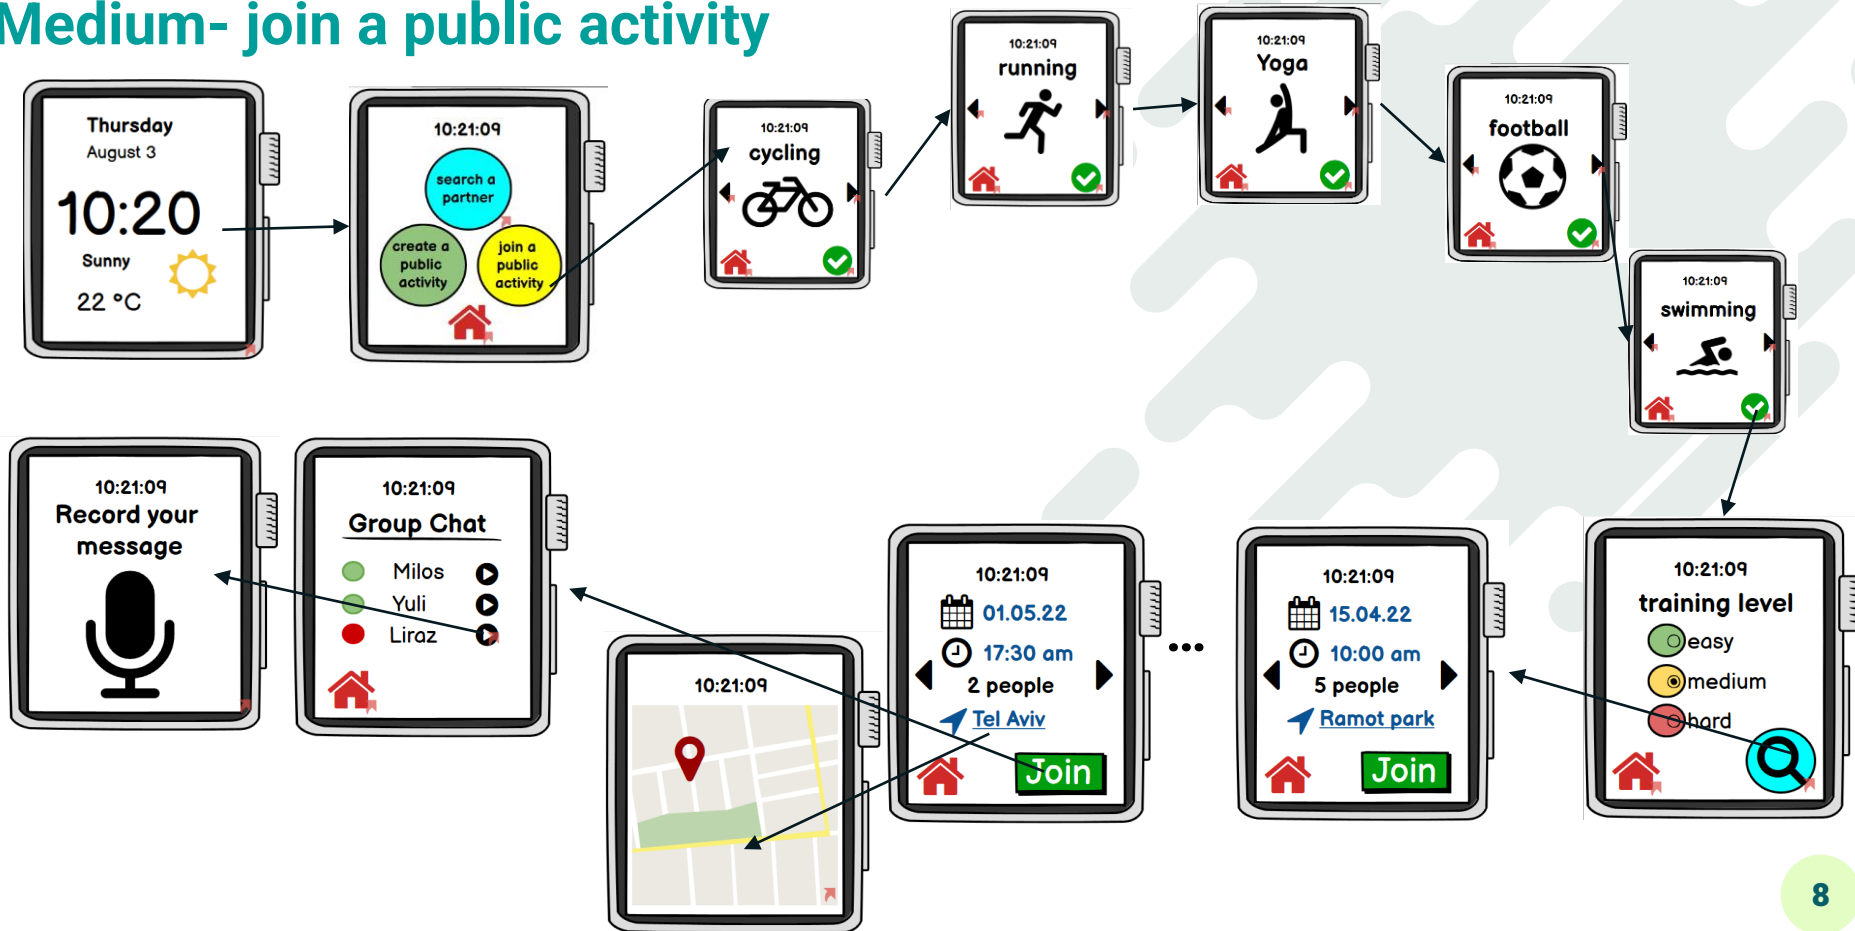 Medium- join a public activity
Thursday
August 3
10:20
Sunny
22 °C
10:21:09
search a
partner
create a
public
activity
join a
public
activity
10:21:09
cycling
10:21:09
running
10:21:09
Yoga
10:21:09
football
10:21:09
swimming
10:21:09
training level
easy
medium
hard
10:21:09
15.04.22
10:00 am
5 people
Ramot park
Join
...
10:21:09
01.05.22
17:30 am
2 people
Tel Aviv
Join
10:21:09
10:21:09
Group Chat
Milos
Yuli
Liraz
10:21:09
Record your
message
8